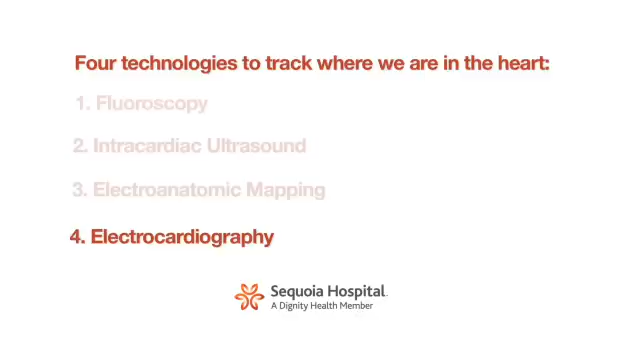 Four technologies to track where we are in the heart:
1. Fluoroscopy
2. Intracardiac Ultrasound
3. Electroanatomic Mapping
4. Electrocardiography
Sequoia Hospital.
A Dignity Health Member